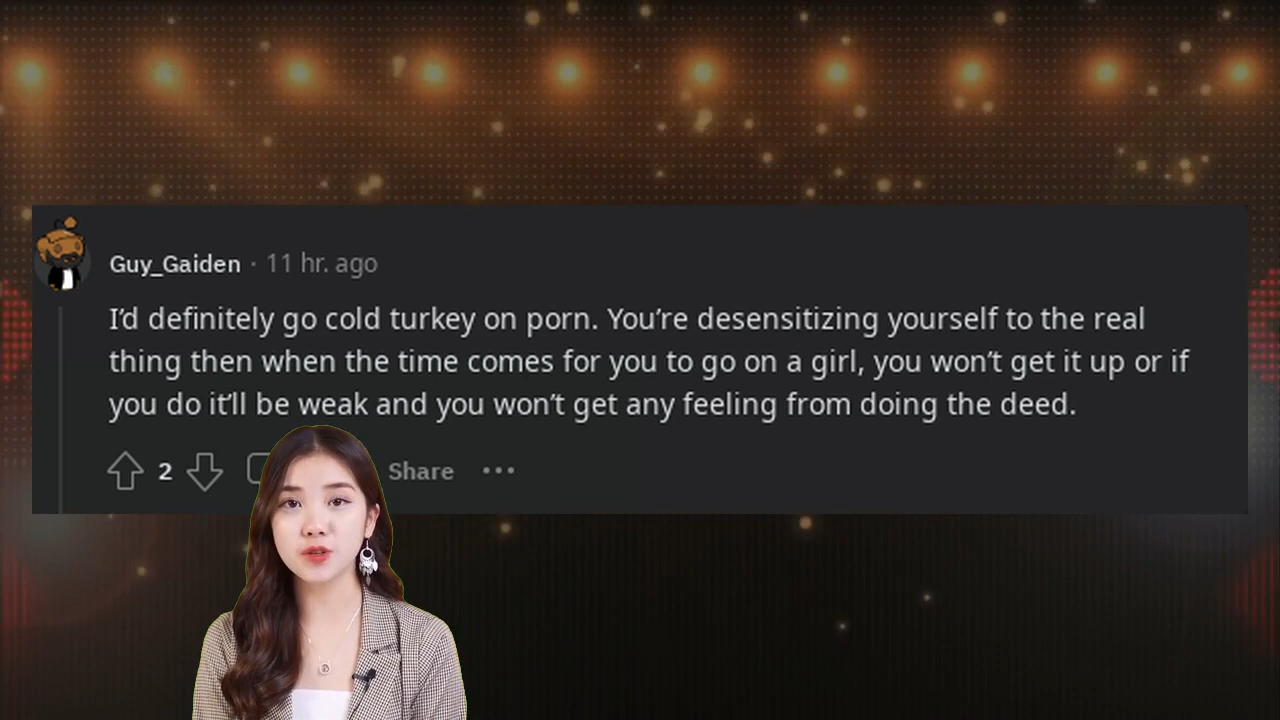 Guy_Gaiden · 11 hr. ago
I’d definitely go cold turkey on porn. You’re desensitizing yourself to the real
thing then when the time comes for you to go on a girl, you won’t get it up or if
you do it’ll be weak and you won’t get any feeling from doing the deed.
2 Share